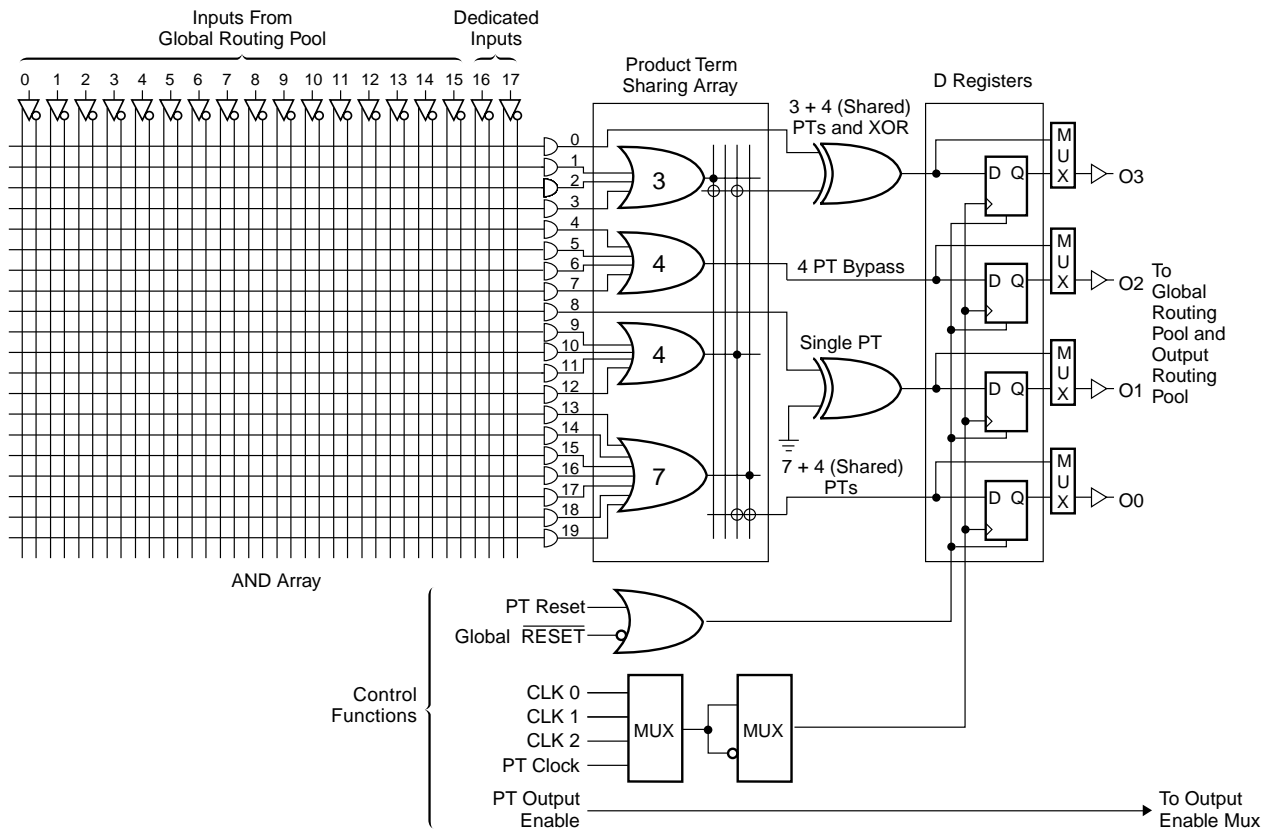 Inputs From
Global Routing Pool
Dedicated
Inputs
0 1 2 3 4 5 6 7 8 9 10 11 12 13 14 15 16 17
Product Term
Sharing Array
D Registers
3 + 4 (Shared)
PTs and XOR
0
1
2
3
4
5
6
7
8
9
10
11
12
13
14
15
16
17
18
19
3
4
4
7
4 PT Bypass
Single PT
7 + 4 (Shared)
PTs
D Q
D Q
D Q
D Q
MUX
MUX
MUX
MUX
O3
O2
O1
O0
To
Global
Routing
Pool and
Output
Routing
Pool
AND Array
Control
Functions
PT Reset
Global RESET
CLK 0
CLK 1
CLK 2
PT Clock
MUX
MUX
PT Output
Enable
To Output
Enable Mux